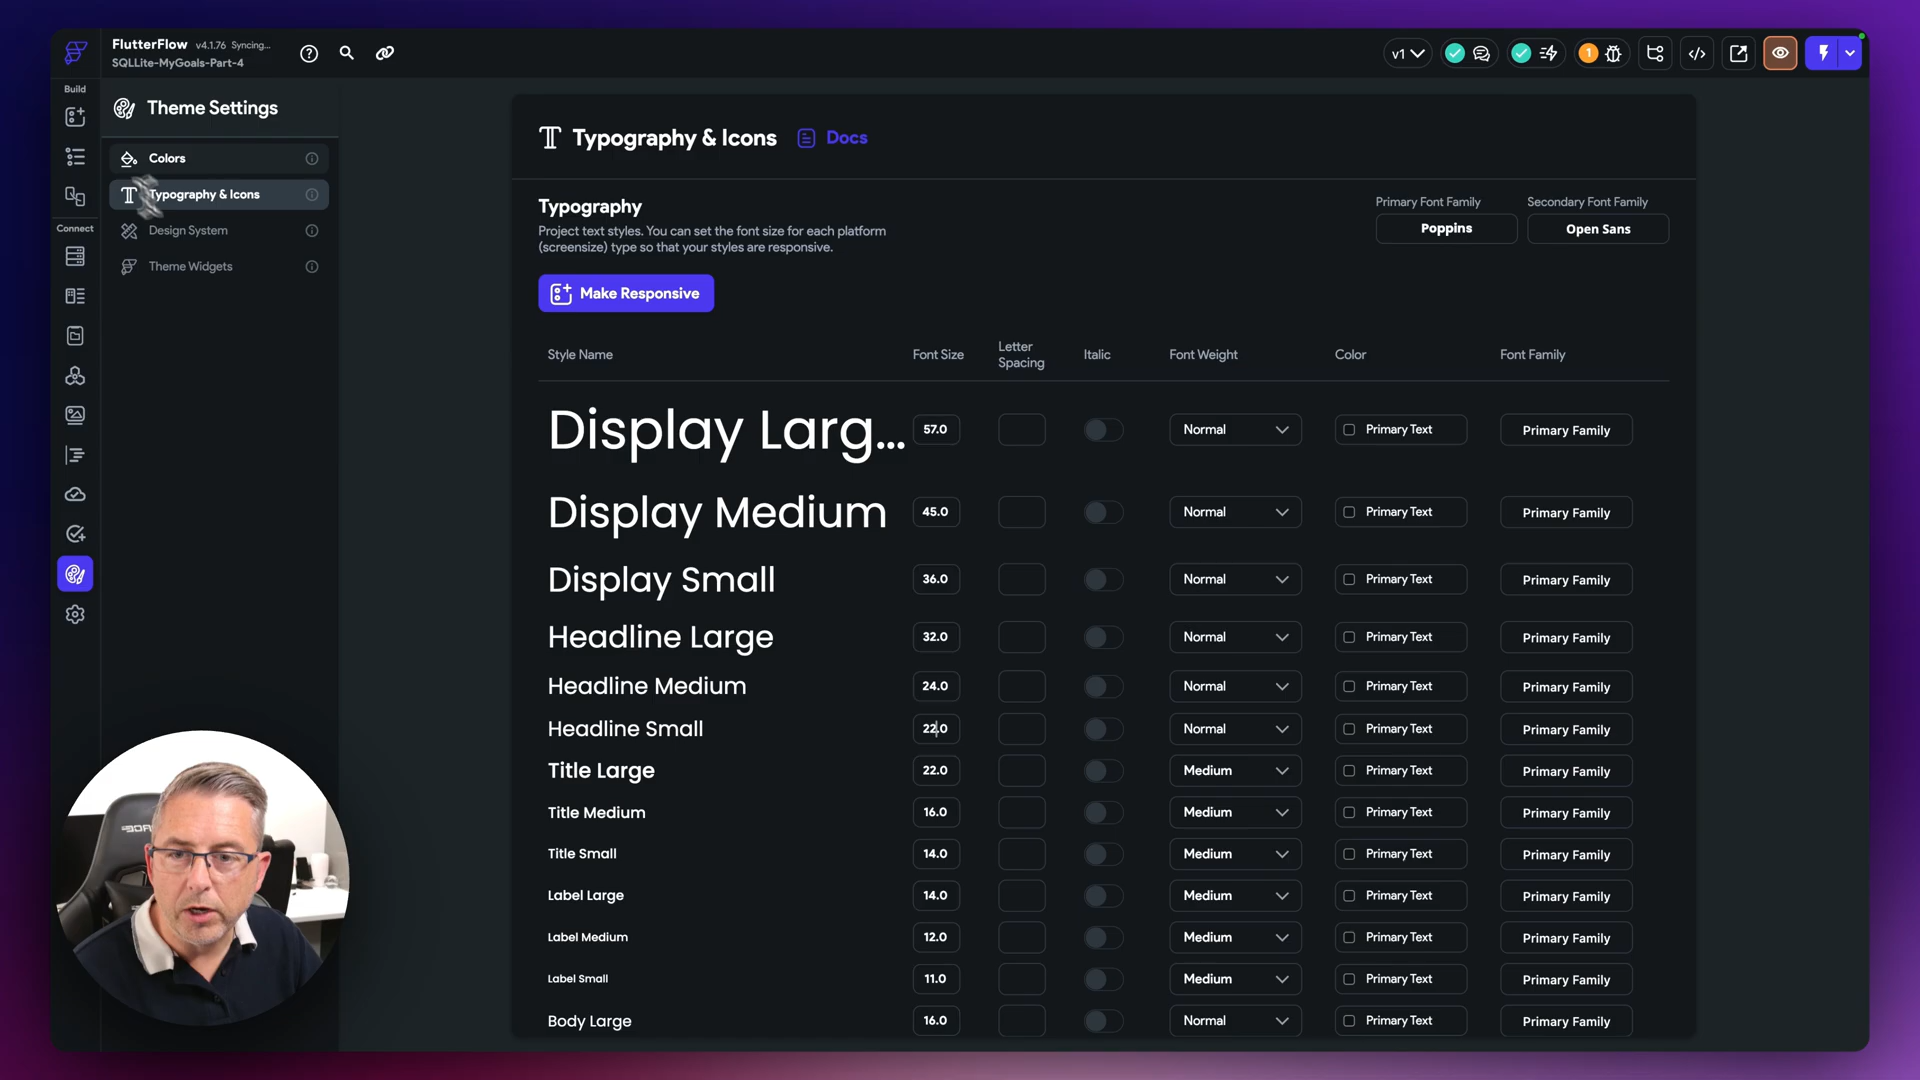 FlutterFlow v4.1.76 Syncing...
SQLLite-MyGoals-Part-4
v1
1
Build
Connect
Theme Settings
Colors
Typography & Icons
Design System
Theme Widgets
Typography & Icons Docs
Typography
Project text styles. You can set the font size for each platform
(screensize) type so that your styles are responsive.
Primary Font Family Secondary Font Family
Poppins Open Sans
Make Responsive
Style Name Font Size Letter Spacing Italic Font Weight Color Font Family
Display Larg... 57.0 Normal Primary Text Primary Family
Display Medium 45.0 Normal Primary Text Primary Family
Display Small 36.0 Normal Primary Text Primary Family
Headline Large 32.0 Normal Primary Text Primary Family
Headline Medium 24.0 Normal Primary Text Primary Family
Headline Small 22.0 Normal Primary Text Primary Family
Title Large 22.0 Medium Primary Text Primary Family
Title Medium 16.0 Medium Primary Text Primary Family
Title Small 14.0 Medium Primary Text Primary Family
Label Large 14.0 Medium Primary Text Primary Family
Label Medium 12.0 Medium Primary Text Primary Family
Label Small 11.0 Medium Primary Text Primary Family
Body Large 16.0 Normal Primary Text Primary Family